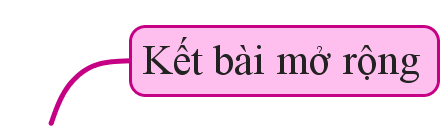 Kết bài mở rộng